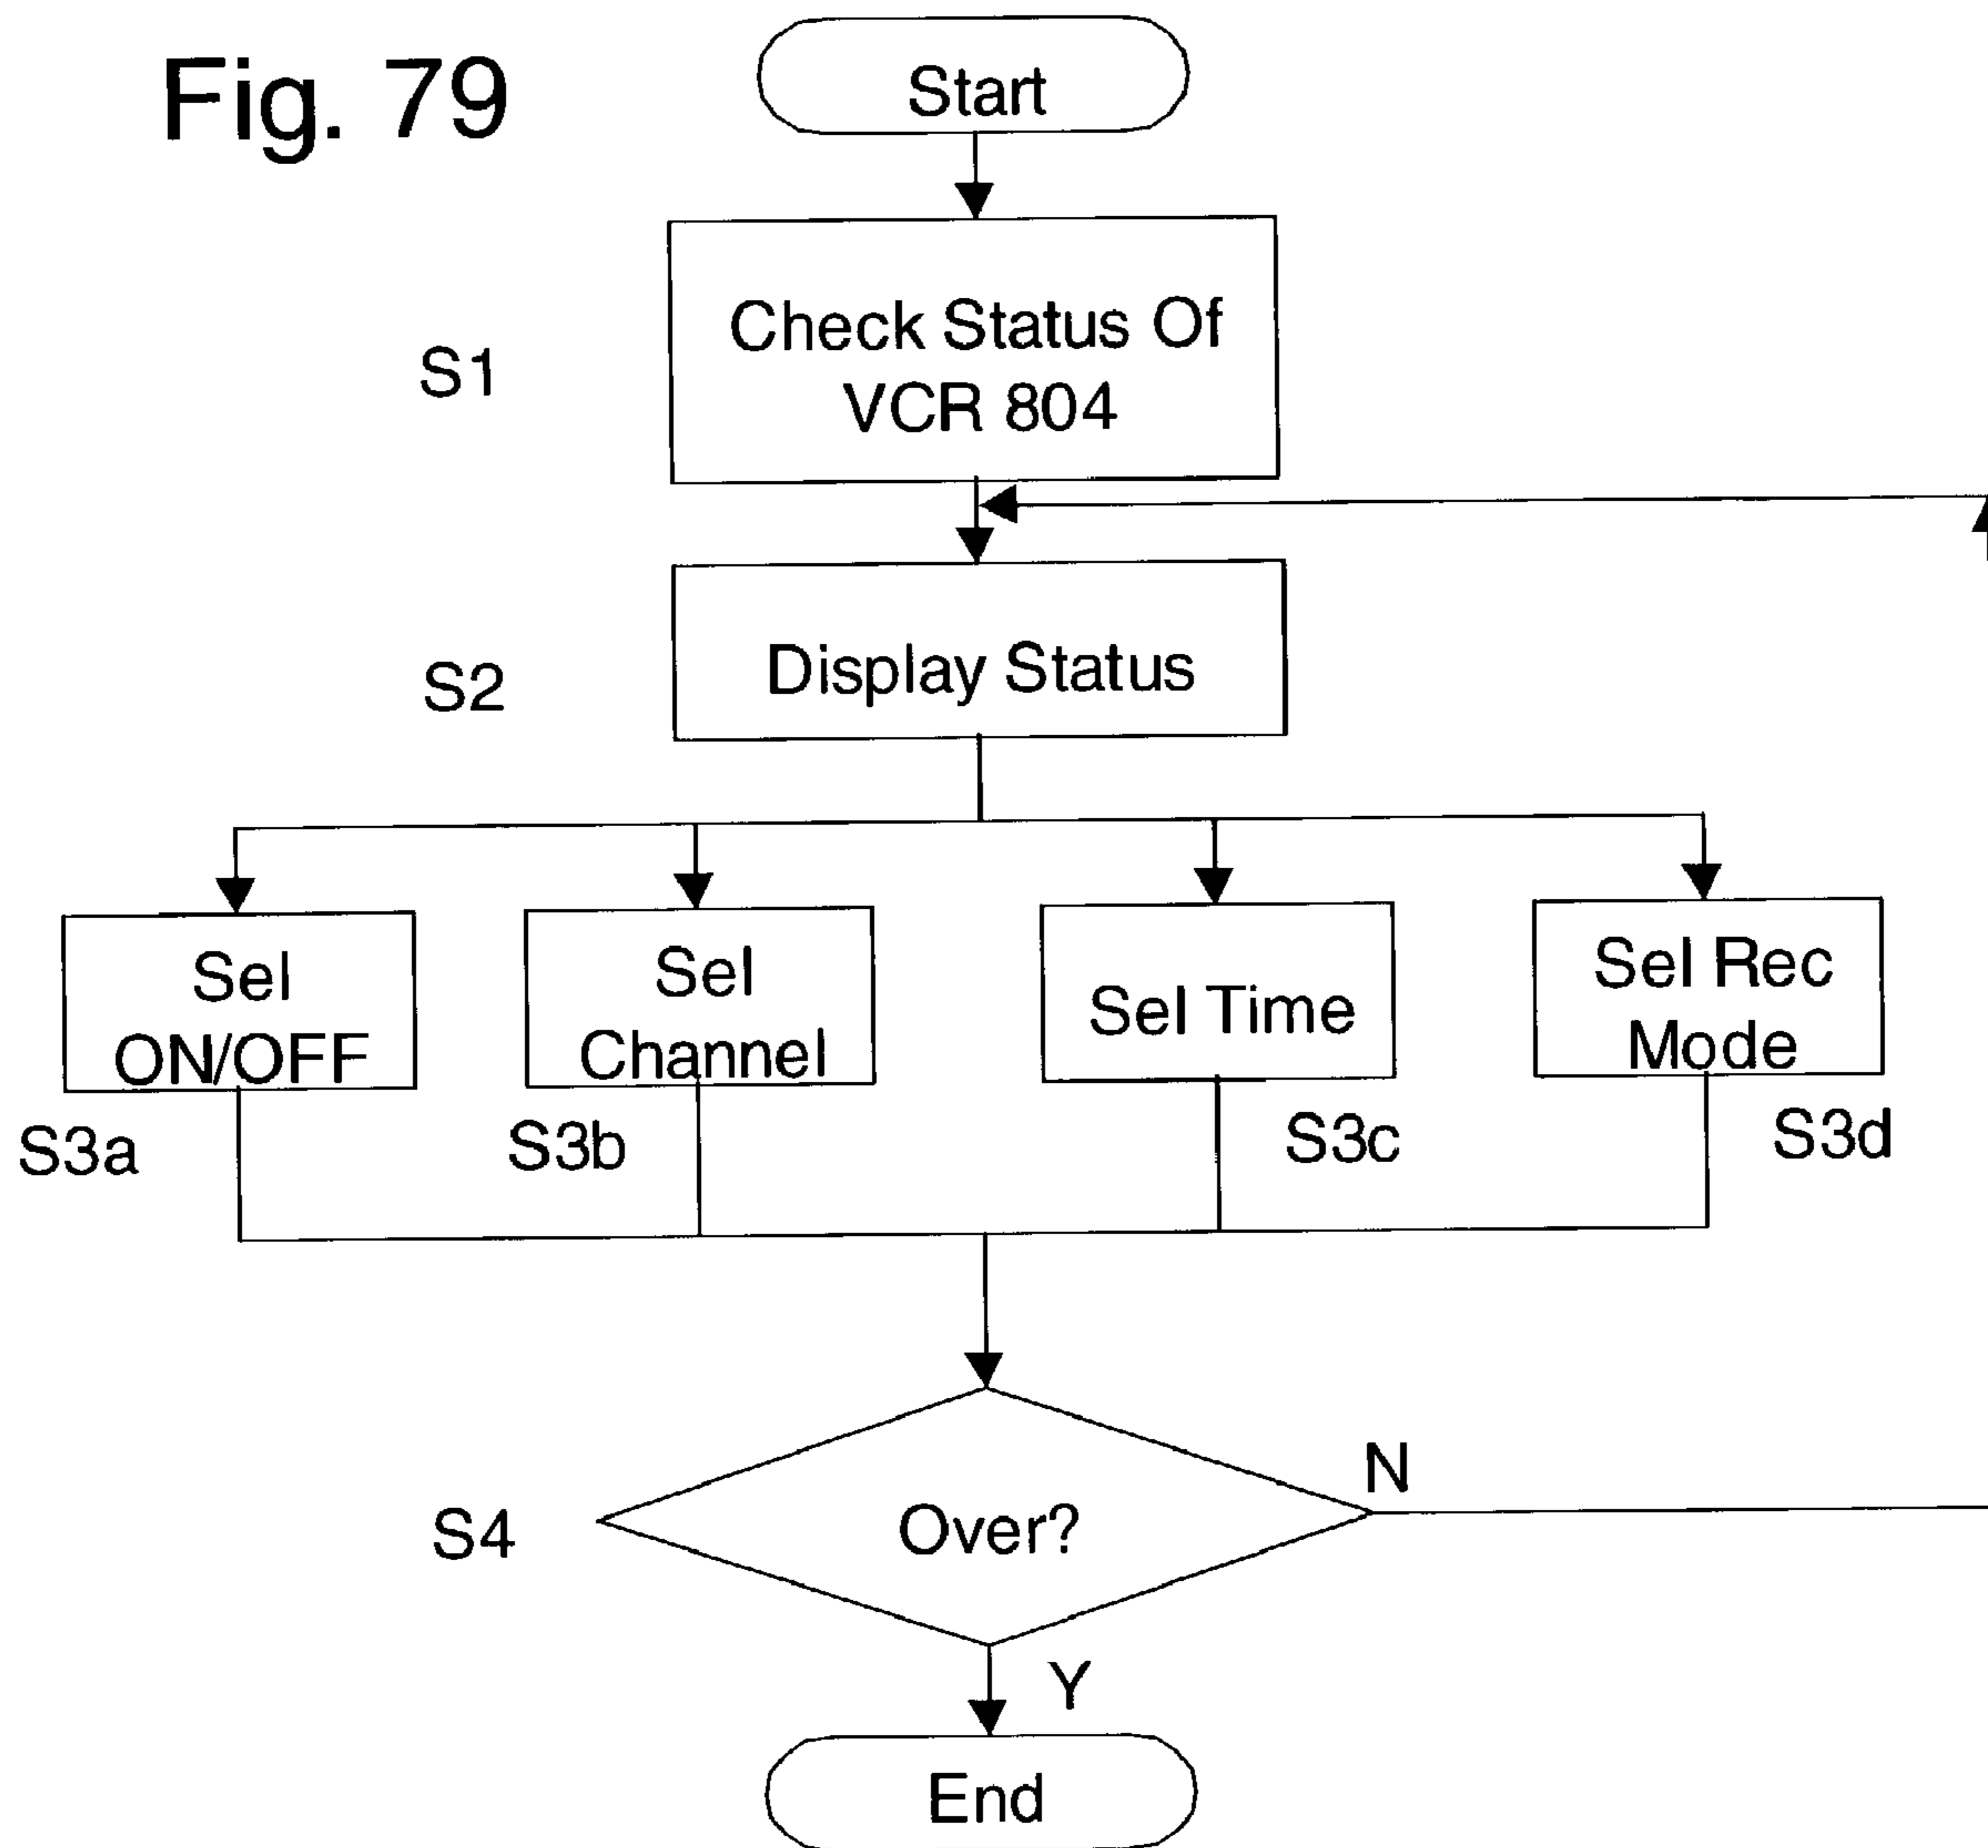 Fig. 79
Start
S1
Check Status Of
VCR 804
S2
Display Status
Sel
ON/OFF
Sel
Channel
Sel Time
Sel Rec
Mode
S3a
S3b
S3c
S3d
S4
Over?
N
Y
End